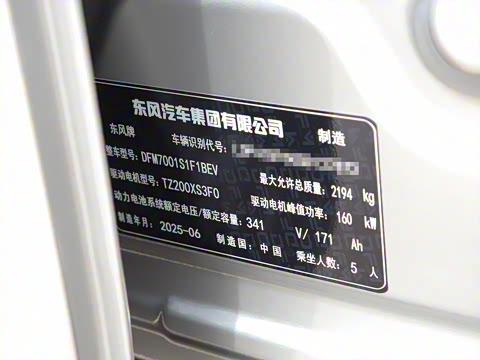 东风汽车集团有限公司 制造
东风牌 车辆识别代号:
整车型号: DFM7001S1F1BEV 最大允许总质量: 2194 kg
驱动电机型号: TZ200XS3F0 驱动电机峰值功率: 160 kW
动力电池系统额定电压/额定容量: 341 V/ 171 Ah
制造年月: 2025-06 制造国: 中国 乘坐人数: 5 人